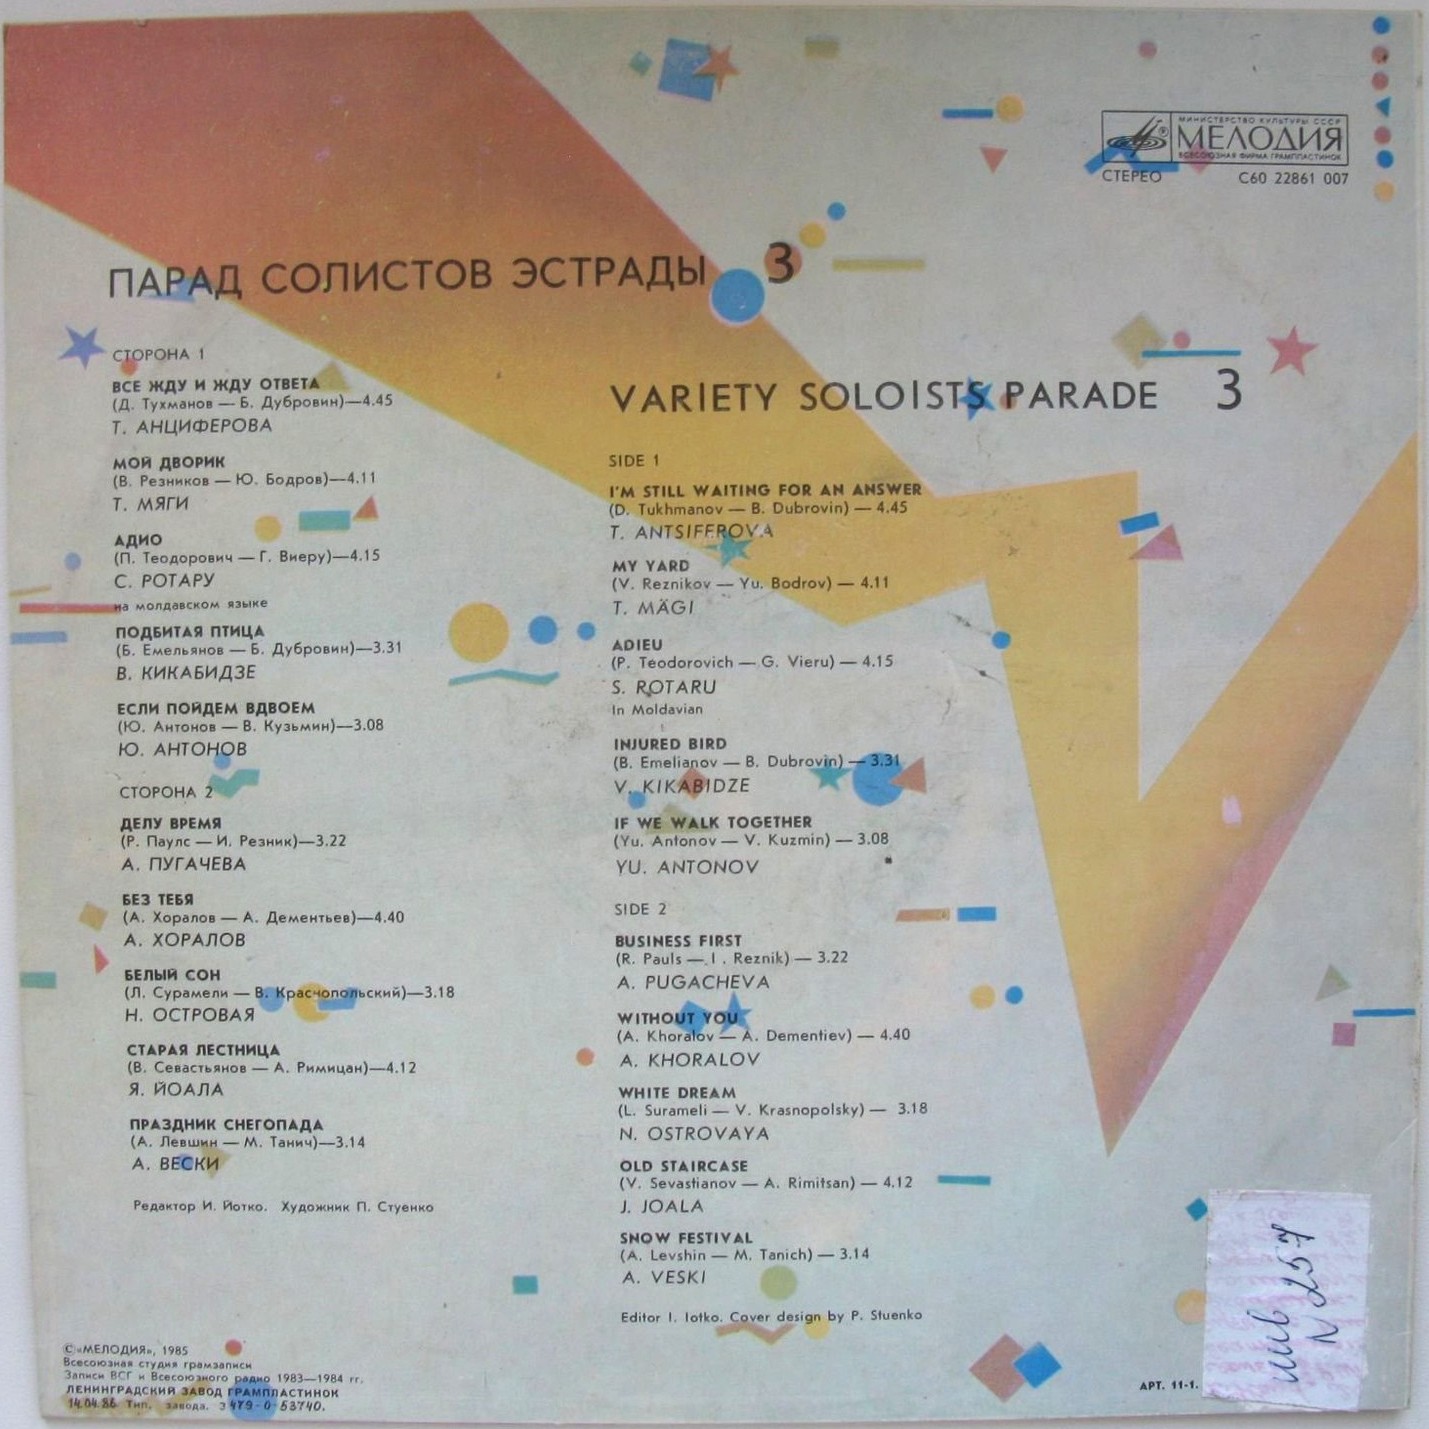 МИНИСТЕРСТВО КУЛЬТУРЫ СССР
МЕЛОДИЯ
ВСЕСОЮЗНАЯ ФИРМА ГРАМПЛАСТИНОК
СТЕРЕО С60 22861 007
ПАРАД СОЛИСТОВ ЭСТРАДЫ 3
СТОРОНА 1
ВСЕ ЖДУ И ЖДУ ОТВЕТА
(Д. Тухманов — Б. Дубровин)—4.45
Т. АНЦИФЕРОВА
МОЙ ДВОРИК
(В. Резников — Ю. Бодров)—4.11
Т. МЯГИ
АДИО
(П. Теодорович — Г. Виеру)—4.15
С. РОТАРУ
на молдавском языке
ПОДБИТАЯ ПТИЦА
(Б. Емельянов — Б. Дубровин)—3.31
В. КИКАБИДЗЕ
ЕСЛИ ПОЙДЕМ ВДВОЕМ
(Ю. Антонов — В. Кузьмин)—3.08
Ю. АНТОНОВ
СТОРОНА 2
ДЕЛУ ВРЕМЯ
(Р. Паулс — И. Резник)—3.22
А. ПУГАЧЕВА
БЕЗ ТЕБЯ
(А. Хоралов — А. Дементьев)—4.40
А. ХОРАЛОВ
БЕЛЫЙ СОН
(Л. Сурамели — В. Краснопольский)—3.18
Н. ОСТРОВАЯ
СТАРАЯ ЛЕСТНИЦА
(В. Севастьянов — А. Римицан)—4.12
Я. ЙОАЛА
ПРАЗДНИК СНЕГОПАДА
(А. Левшин — М. Танич)—3.14
А. ВЕСКИ
Редактор И. Йотко. Художник П. Стуенко
VARIETY SOLOISTS PARADE 3
SIDE 1
I'M STILL WAITING FOR AN ANSWER
(D. Tukhmanov — B. Dubrovin) — 4.45
T. ANTSIFEROVA
MY YARD
(V. Reznikov — Yu. Bodrov) — 4.11
T. MÄGI
ADIEU
(P. Teodorovich — G. Vieru) — 4.15
S. ROTARU
In Moldavian
INJURED BIRD
(B. Emelianov — B. Dubrovin) — 3.31
V. KIKABIDZE
IF WE WALK TOGETHER
(Yu. Antonov — V. Kuzmin) — 3.08
YU. ANTONOV
SIDE 2
BUSINESS FIRST
(R. Pauls — I. Reznik) — 3.22
A. PUGACHEVA
WITHOUT YOU
(A. Khoralov — A. Dementiev) — 4.40
A. KHORALOV
WHITE DREAM
(L. Surameli — V. Krasnopolsky) — 3.18
N. OSTROVAYA
OLD STAIRCASE
(V. Sevastianov — A. Rimitsan) — 4.12
J. JOALA
SNOW FESTIVAL
(A. Levshin — M. Tanich) — 3.14
A. VESKI
Editor I. Iotko. Cover design by P. Stuenko
© «МЕЛОДИЯ», 1985
Всесоюзная студия грамзаписи
Записи ВСГ и Всесоюзного радио 1983—1984 гг.
ЛЕНИНГРАДСКИЙ ЗАВОД ГРАМПЛАСТИНОК
14.04.86 Тип. завода. З 479-0-53740.
АРТ. 11-1.
инв 257
N